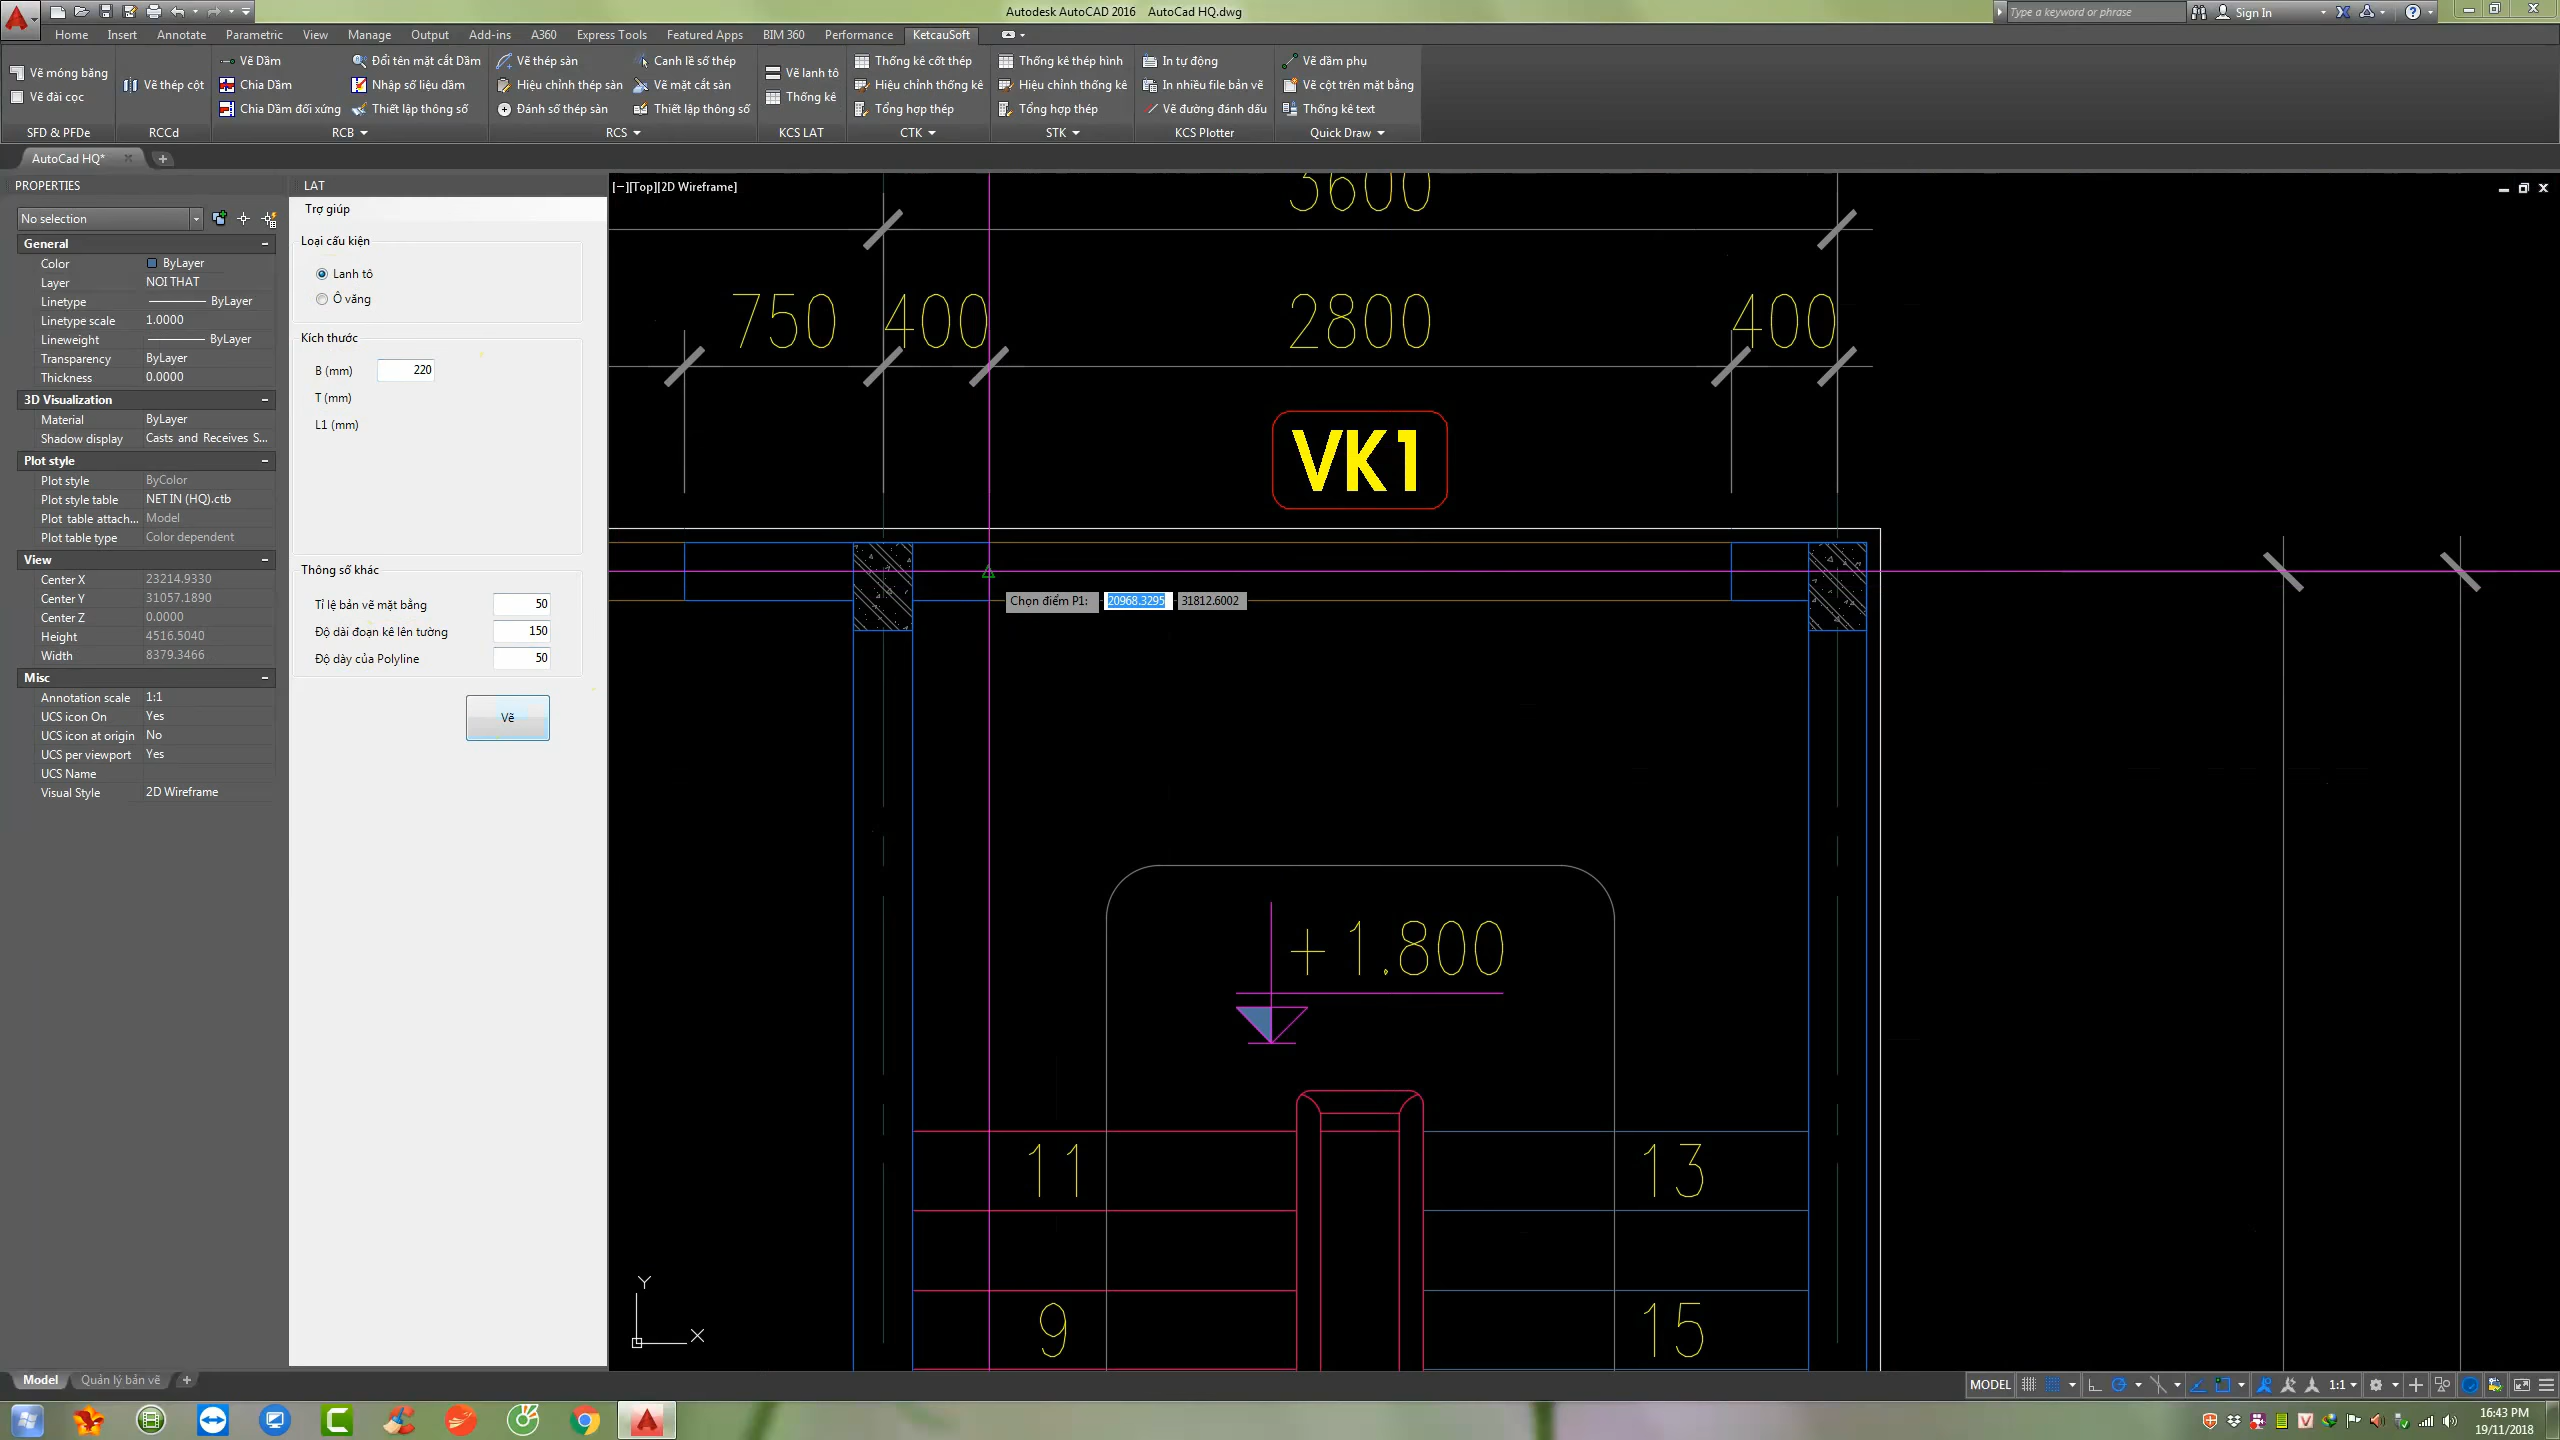 Autodesk AutoCAD 2016 AutoCad HQ.dwg
Type a keyword or phrase
Sign In
Home Insert Annotate Parametric View Manage Output Add-ins A360 Express Tools Featured Apps BIM 360 Performance KetcauSoft
Vẽ móng băng
Vẽ đài cọc
SFD & PFDe
Vẽ thép cột
RCCd
Vẽ Dầm
Chia Dầm
Chia Dầm đối xứng
Đổi tên mặt cắt Dầm
Nhập số liệu dầm
Thiết lập thông số
RCB
Vẽ thép sàn
Hiệu chỉnh thép sàn
Đánh số thép sàn
Canh lề số thép
Vẽ mặt cắt sàn
Thiết lập thông số
RCS
Vẽ lanh tô
Thống kê
KCS LAT
Thống kê cốt thép
Hiệu chỉnh thống kê
Tổng hợp thép
CTK
Thống kê thép hình
Hiệu chỉnh thống kê
Tổng hợp thép
STK
In tự động
In nhiều file bản vẽ
Vẽ đường đánh dấu
KCS Plotter
Vẽ dầm phụ
Vẽ cột trên mặt bằng
Thống kê text
Quick Draw
AutoCad HQ*
PROPERTIES
No selection
General
Color ByLayer
Layer NOI THAT
Linetype ByLayer
Linetype scale 1.0000
Lineweight ByLayer
Transparency ByLayer
Thickness 0.0000
3D Visualization
Material ByLayer
Shadow display Casts and Receives S...
Plot style
Plot style ByColor
Plot style table NET IN (HQ).ctb
Plot table attach... Model
Plot table type Color dependent
View
Center X 23214.9330
Center Y 31057.1890
Center Z 0.0000
Height 4516.5040
Width 8379.3466
Misc
Annotation scale 1:1
UCS icon On Yes
UCS icon at origin No
UCS per viewport Yes
UCS Name
Visual Style 2D Wireframe
LAT
Trợ giúp
Loại cấu kiện
Lanh tô
Ô văng
Kích thước
B (mm) 220
T (mm)
L1 (mm)
Thông số khác
Tỉ lệ bản vẽ mặt bằng 50
Độ dài đoạn kê lên tường 150
Độ dày của Polyline 50
Vẽ
[−][Top][2D Wireframe]
3600
750 400 2800 400
VK1
Chọn điểm P1: 20968.3295 31812.6002
+1.800
11 13
9 15
Y
X
Model Quản lý bản vẽ
MODEL 1:1
16:43 PM
19/11/2018